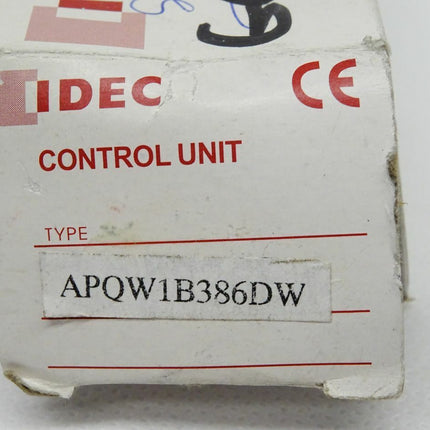 IDEC CE
CONTROL UNIT
TYPE
APQW1B386DW